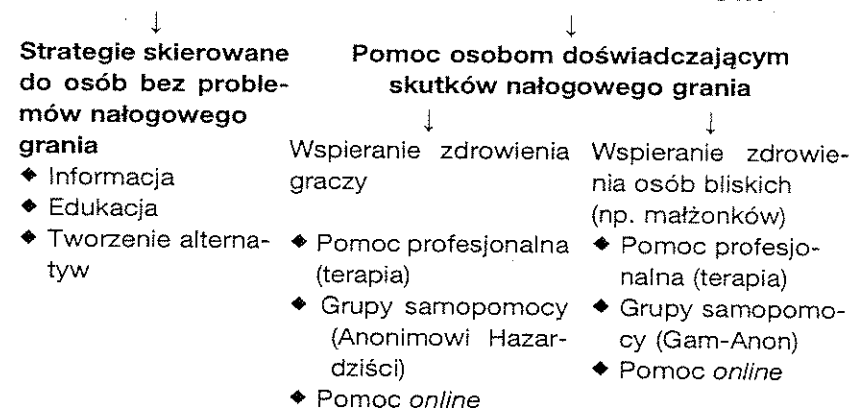 Strategie skierowane
do osób bez proble-
mów nałogowego
grania
◆ Informacja
◆ Edukacja
◆ Tworzenie alterna-
tyw
Pomoc osobom doświadczającym
skutków nałogowego grania
Wspieranie zdrowienia
graczy
◆ Pomoc profesjonalna
(terapia)
◆ Grupy samopomocy
(Anonimowi Hazar-
dziści)
◆ Pomoc online
Wspieranie zdrowie-
nia osób bliskich
(np. małżonków)
◆ Pomoc profesjo-
nalna (terapia)
◆ Grupy samopomo-
cy (Gam-Anon)
◆ Pomoc online